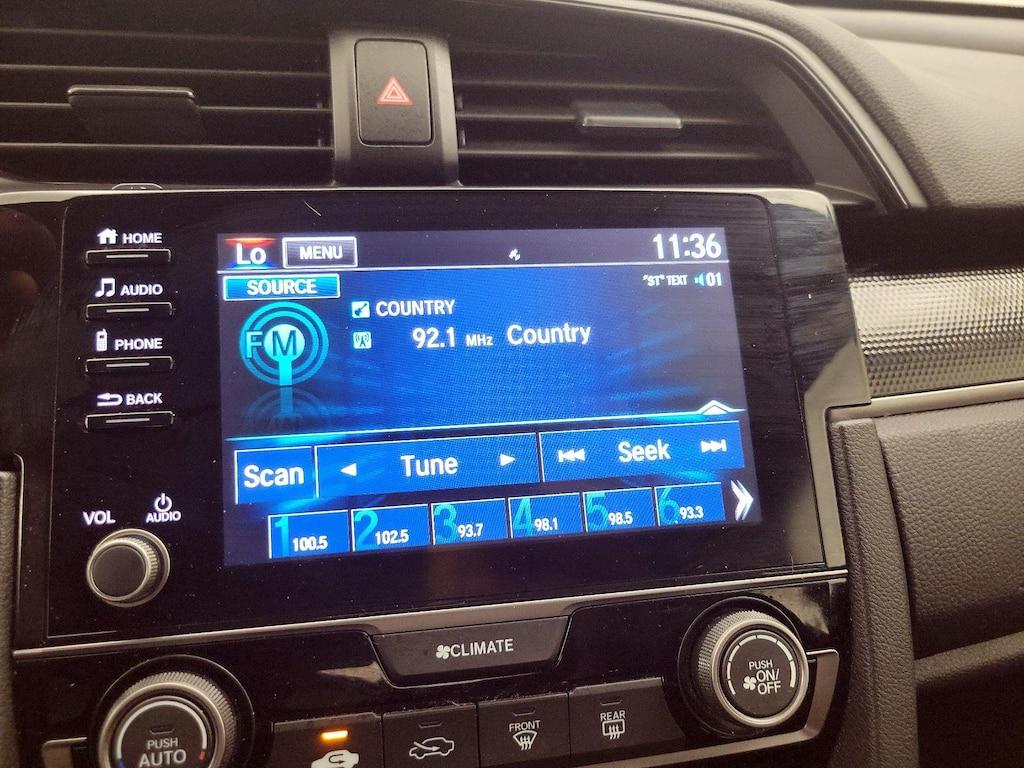 HOME
AUDIO
PHONE
BACK
VOL
AUDIO
Lo MENU 11:36
SOURCE "ST" TEXT 01
FM
COUNTRY
92.1 MHz Country
Scan Tune Seek
1 100.5 2 102.5 3 93.7 4 98.1 5 98.5 6 93.3
CLIMATE
PUSH
AUTO
FRONT
REAR
PUSH
ON/
OFF